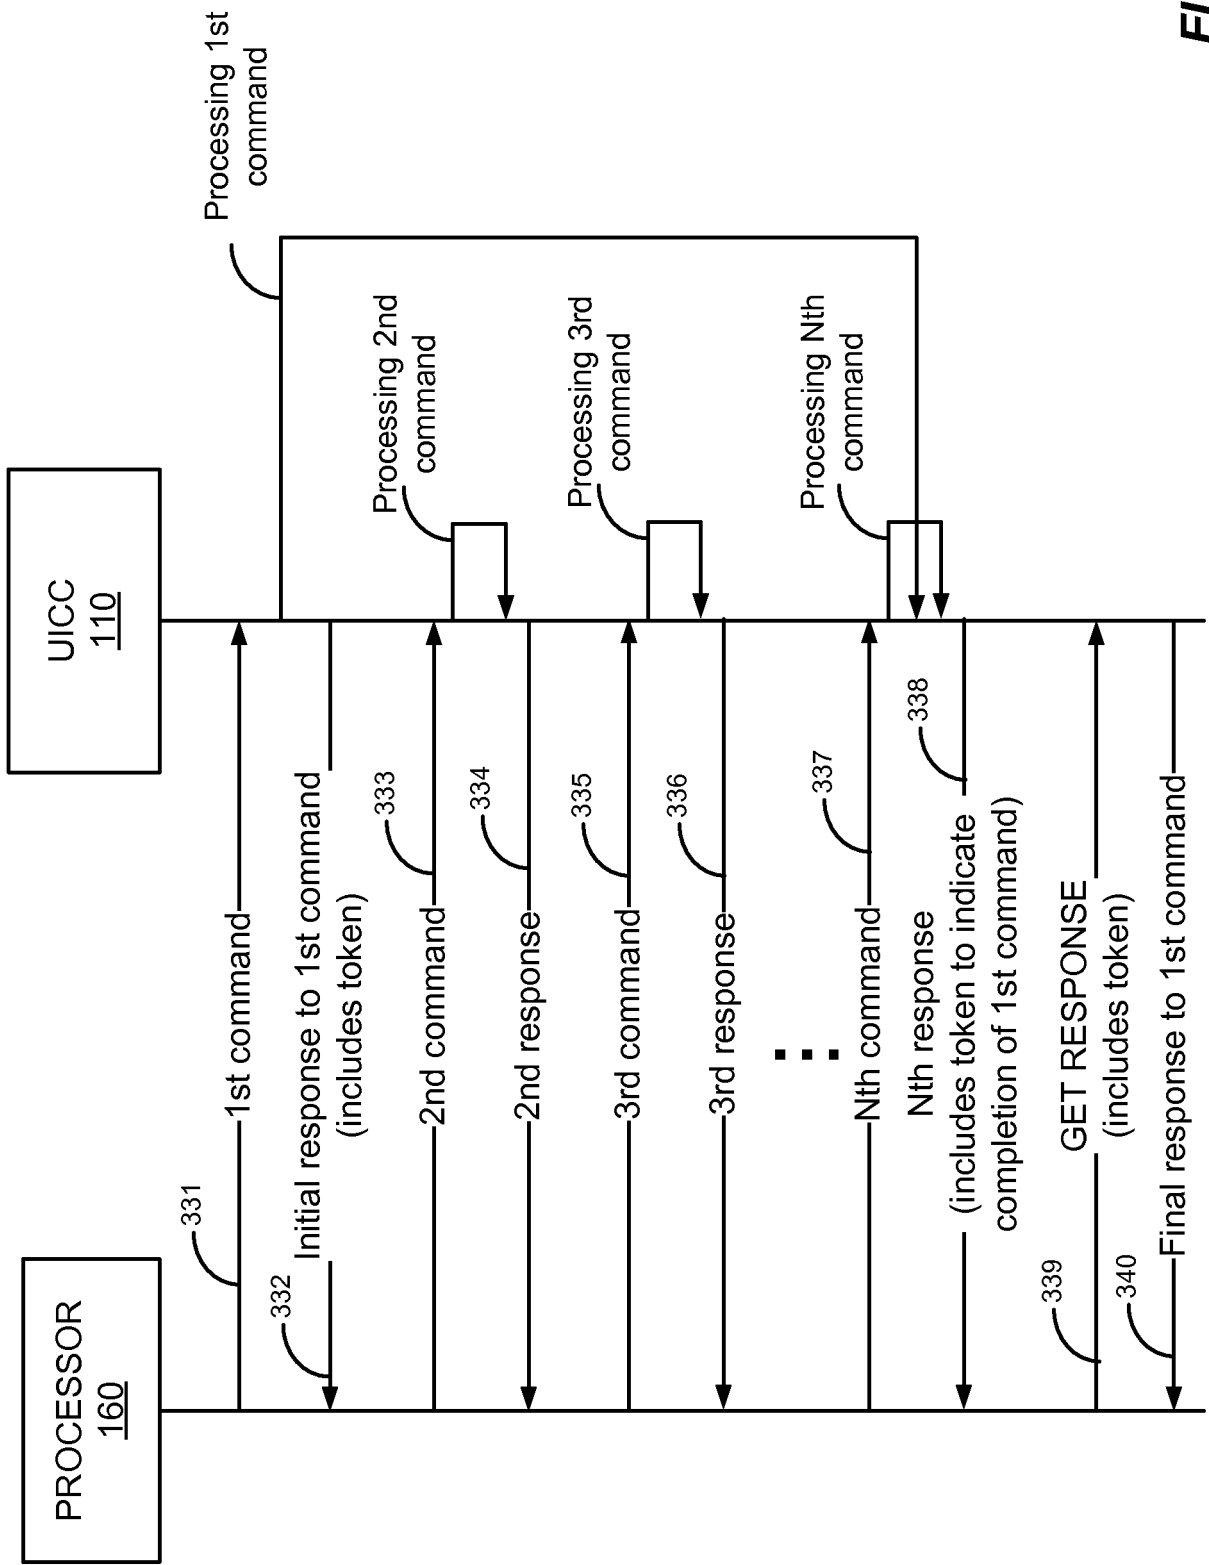 PROCESSOR
160
UICC
110
331
1st command
Processing 1st
command
332
Initial response to 1st command
(includes token)
333
2nd command
Processing 2nd
command
334
2nd response
335
3rd command
Processing 3rd
command
336
3rd response
337
Nth command
Processing Nth
command
338
Nth response
(includes token to indicate
completion of 1st command)
339
GET RESPONSE
(includes token)
340
Final response to 1st command